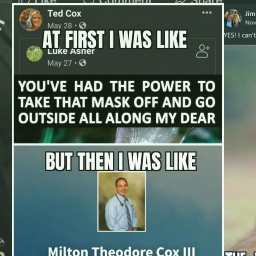 Ted Cox
May 28
AT FIRST I WAS LIKE
Luke Asher
May 27
YOU'VE HAD THE POWER TO
TAKE THAT MASK OFF AND GO
OUTSIDE ALL ALONG MY DEAR
BUT THEN I WAS LIKE
Milton Theodore Cox III
Jim
YES! I can't